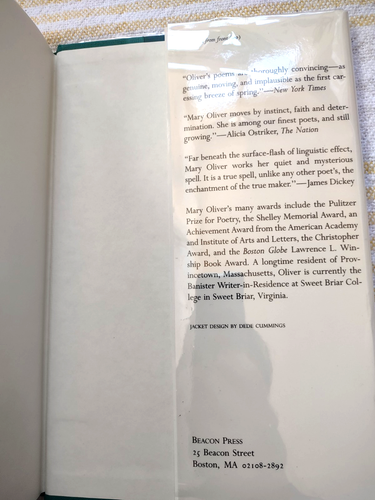 from front
"Oliver's poems are thoroughly convincing—as
genuine, moving, and implausible as the first car-
essing breeze of spring."—New York Times
"Mary Oliver moves by instinct, faith and deter-
mination. She is among our finest poets, and still
growing."—Alicia Ostriker, The Nation
"Far beneath the surface-flash of linguistic effect,
Mary Oliver works her quiet and mysterious
spell. It is a true spell, unlike any other poet's, the
enchantment of the true maker."—James Dickey
Mary Oliver's many awards include the Pulitzer
Prize for Poetry, the Shelley Memorial Award, an
Achievement Award from the American Academy
and Institute of Arts and Letters, the Christopher
Award, and the Boston Globe Lawrence L. Win-
ship Book Award. A longtime resident of Prov-
incetown, Massachusetts, Oliver is currently the
Banister Writer-in-Residence at Sweet Briar Col-
lege in Sweet Briar, Virginia.
JACKET DESIGN BY DEDE CUMMINGS
BEACON PRESS
25 Beacon Street
Boston, MA 02108-2892